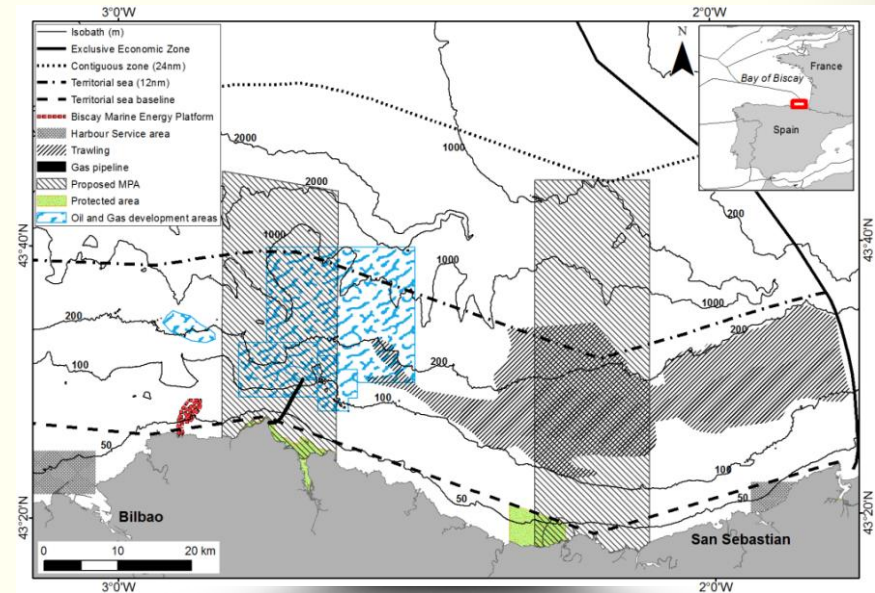 3°0'W
2°0'W
Isobath (m)
Exclusive Economic Zone
Contiguous zone (24nm)
Territorial sea (12nm)
Territorial sea baseline
Biscay Marine Energy Platform
Harbour Service area
Trawling
Gas pipeline
Proposed MPA
Protected area
Oil and Gas development areas
N
France
Bay of Biscay
Spain
2000
1000
2000
200
43°40'N
1000
1000
43°40'N
1000
200
200
200
100
100
50
100
50
50
43°20'N
Bilbao
San Sebastian
43°20'N
0 10 20 km
3°0'W
2°0'W